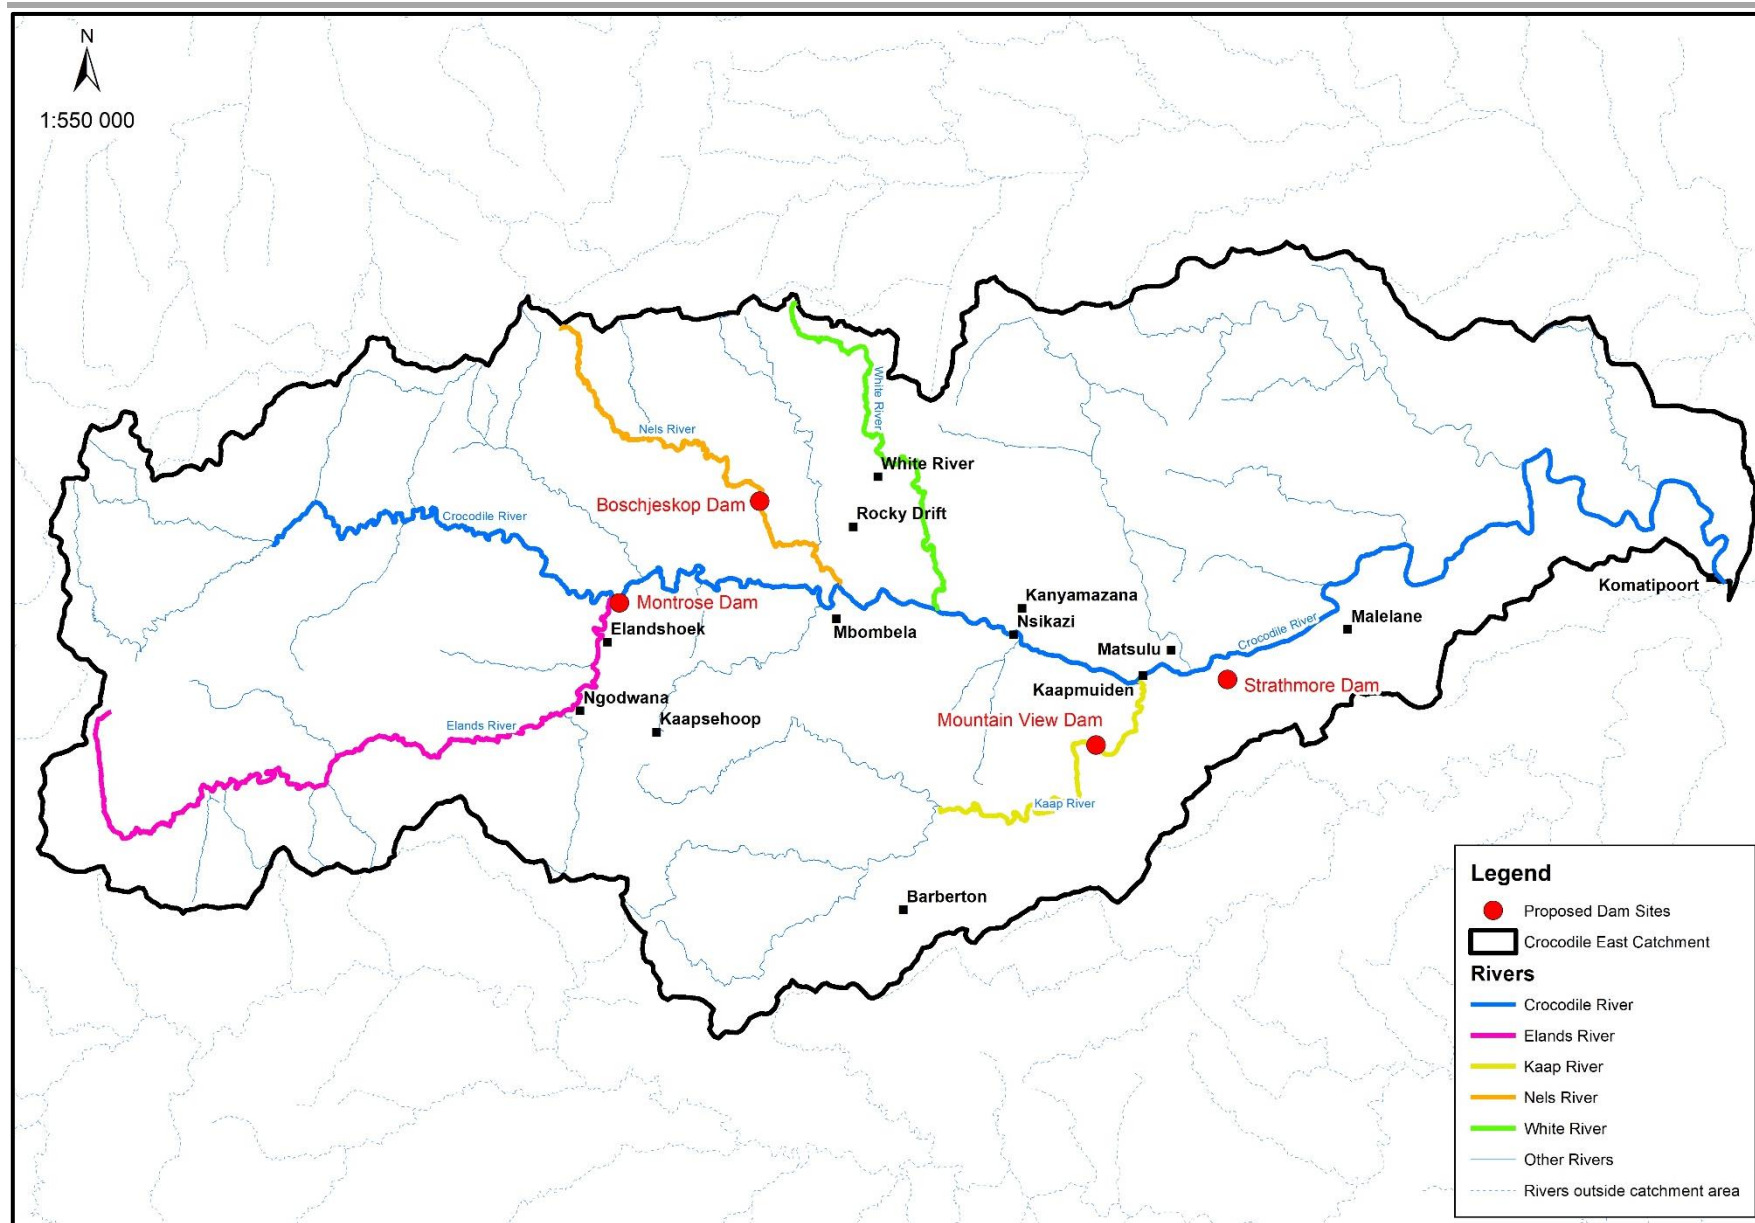 N
1:550 000
White River
Nels River
White River
Boschjeskop Dam
Rocky Drift
Crocodile River
Komatipoort
Kanyamazana
Montrose Dam
Malelane
Nsikazi
Elandshoek
Mbombela
Crocodile River
Matsulu
Strathmore Dam
Kaapmuiden
Ngodwana
Kaapsehoop
Mountain View Dam
Elands River
Kaap River
Barberton
Legend
Proposed Dam Sites
Crocodile East Catchment
Rivers
Crocodile River
Elands River
Kaap River
Nels River
White River
Other Rivers
Rivers outside catchment area